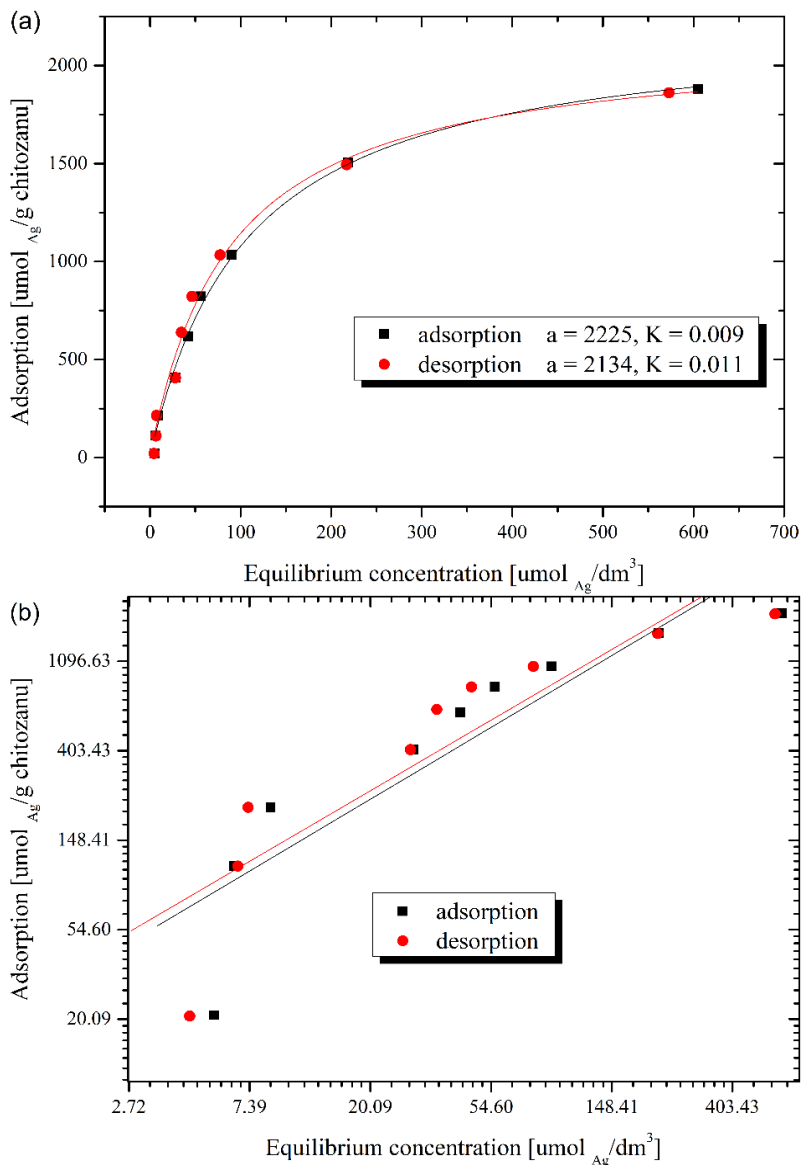 (a)
2000
1500
1000
500
0
Adsorption [umol Ag/g chitozanu]
adsorption a = 2225, K = 0.009
desorption a = 2134, K = 0.011
0 100 200 300 400 500 600 700
Equilibrium concentration [umol Ag/dm³]
(b)
1096.63
403.43
148.41
54.60
20.09
Adsorption [umol Ag/g chitozanu]
adsorption
desorption
2.72 7.39 20.09 54.60 148.41 403.43
Equilibrium concentration [umol Ag/dm³]